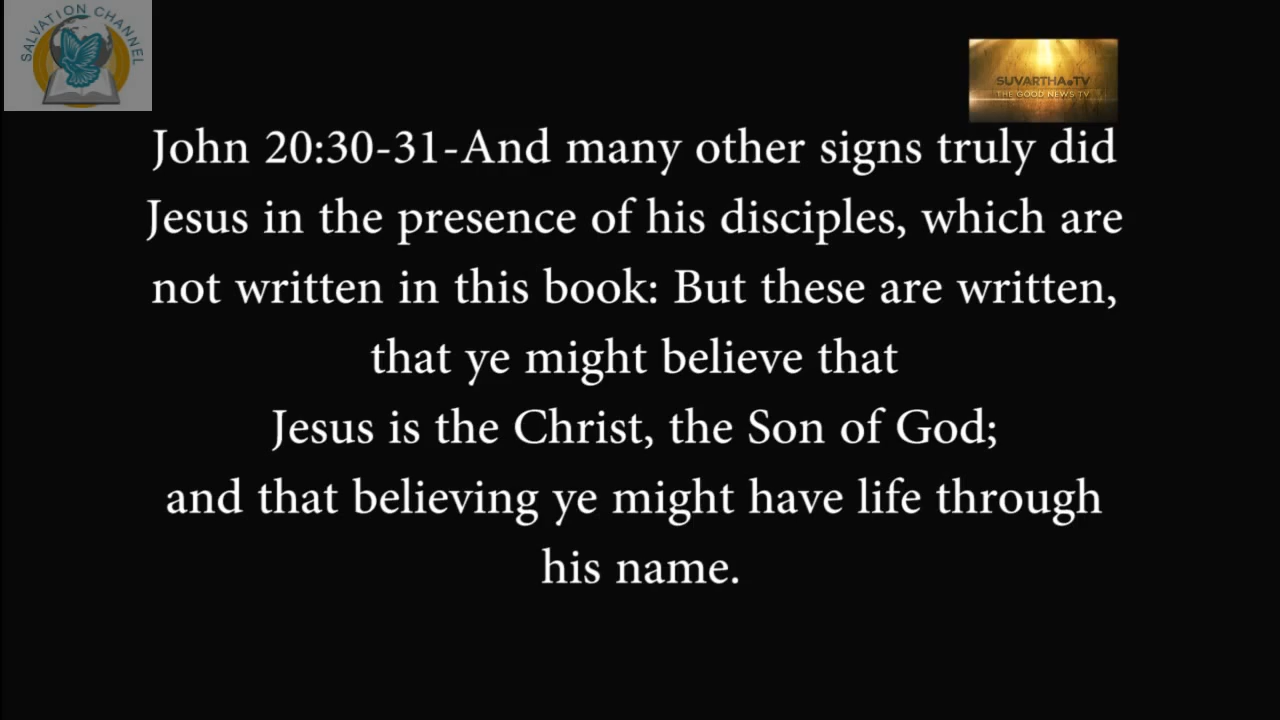 SALVATION CHANNEL
SUVARTHA.TV
THE GOOD NEWS TV
John 20:30-31-And many other signs truly did
Jesus in the presence of his disciples, which are
not written in this book: But these are written,
that ye might believe that
Jesus is the Christ, the Son of God;
and that believing ye might have life through
his name.